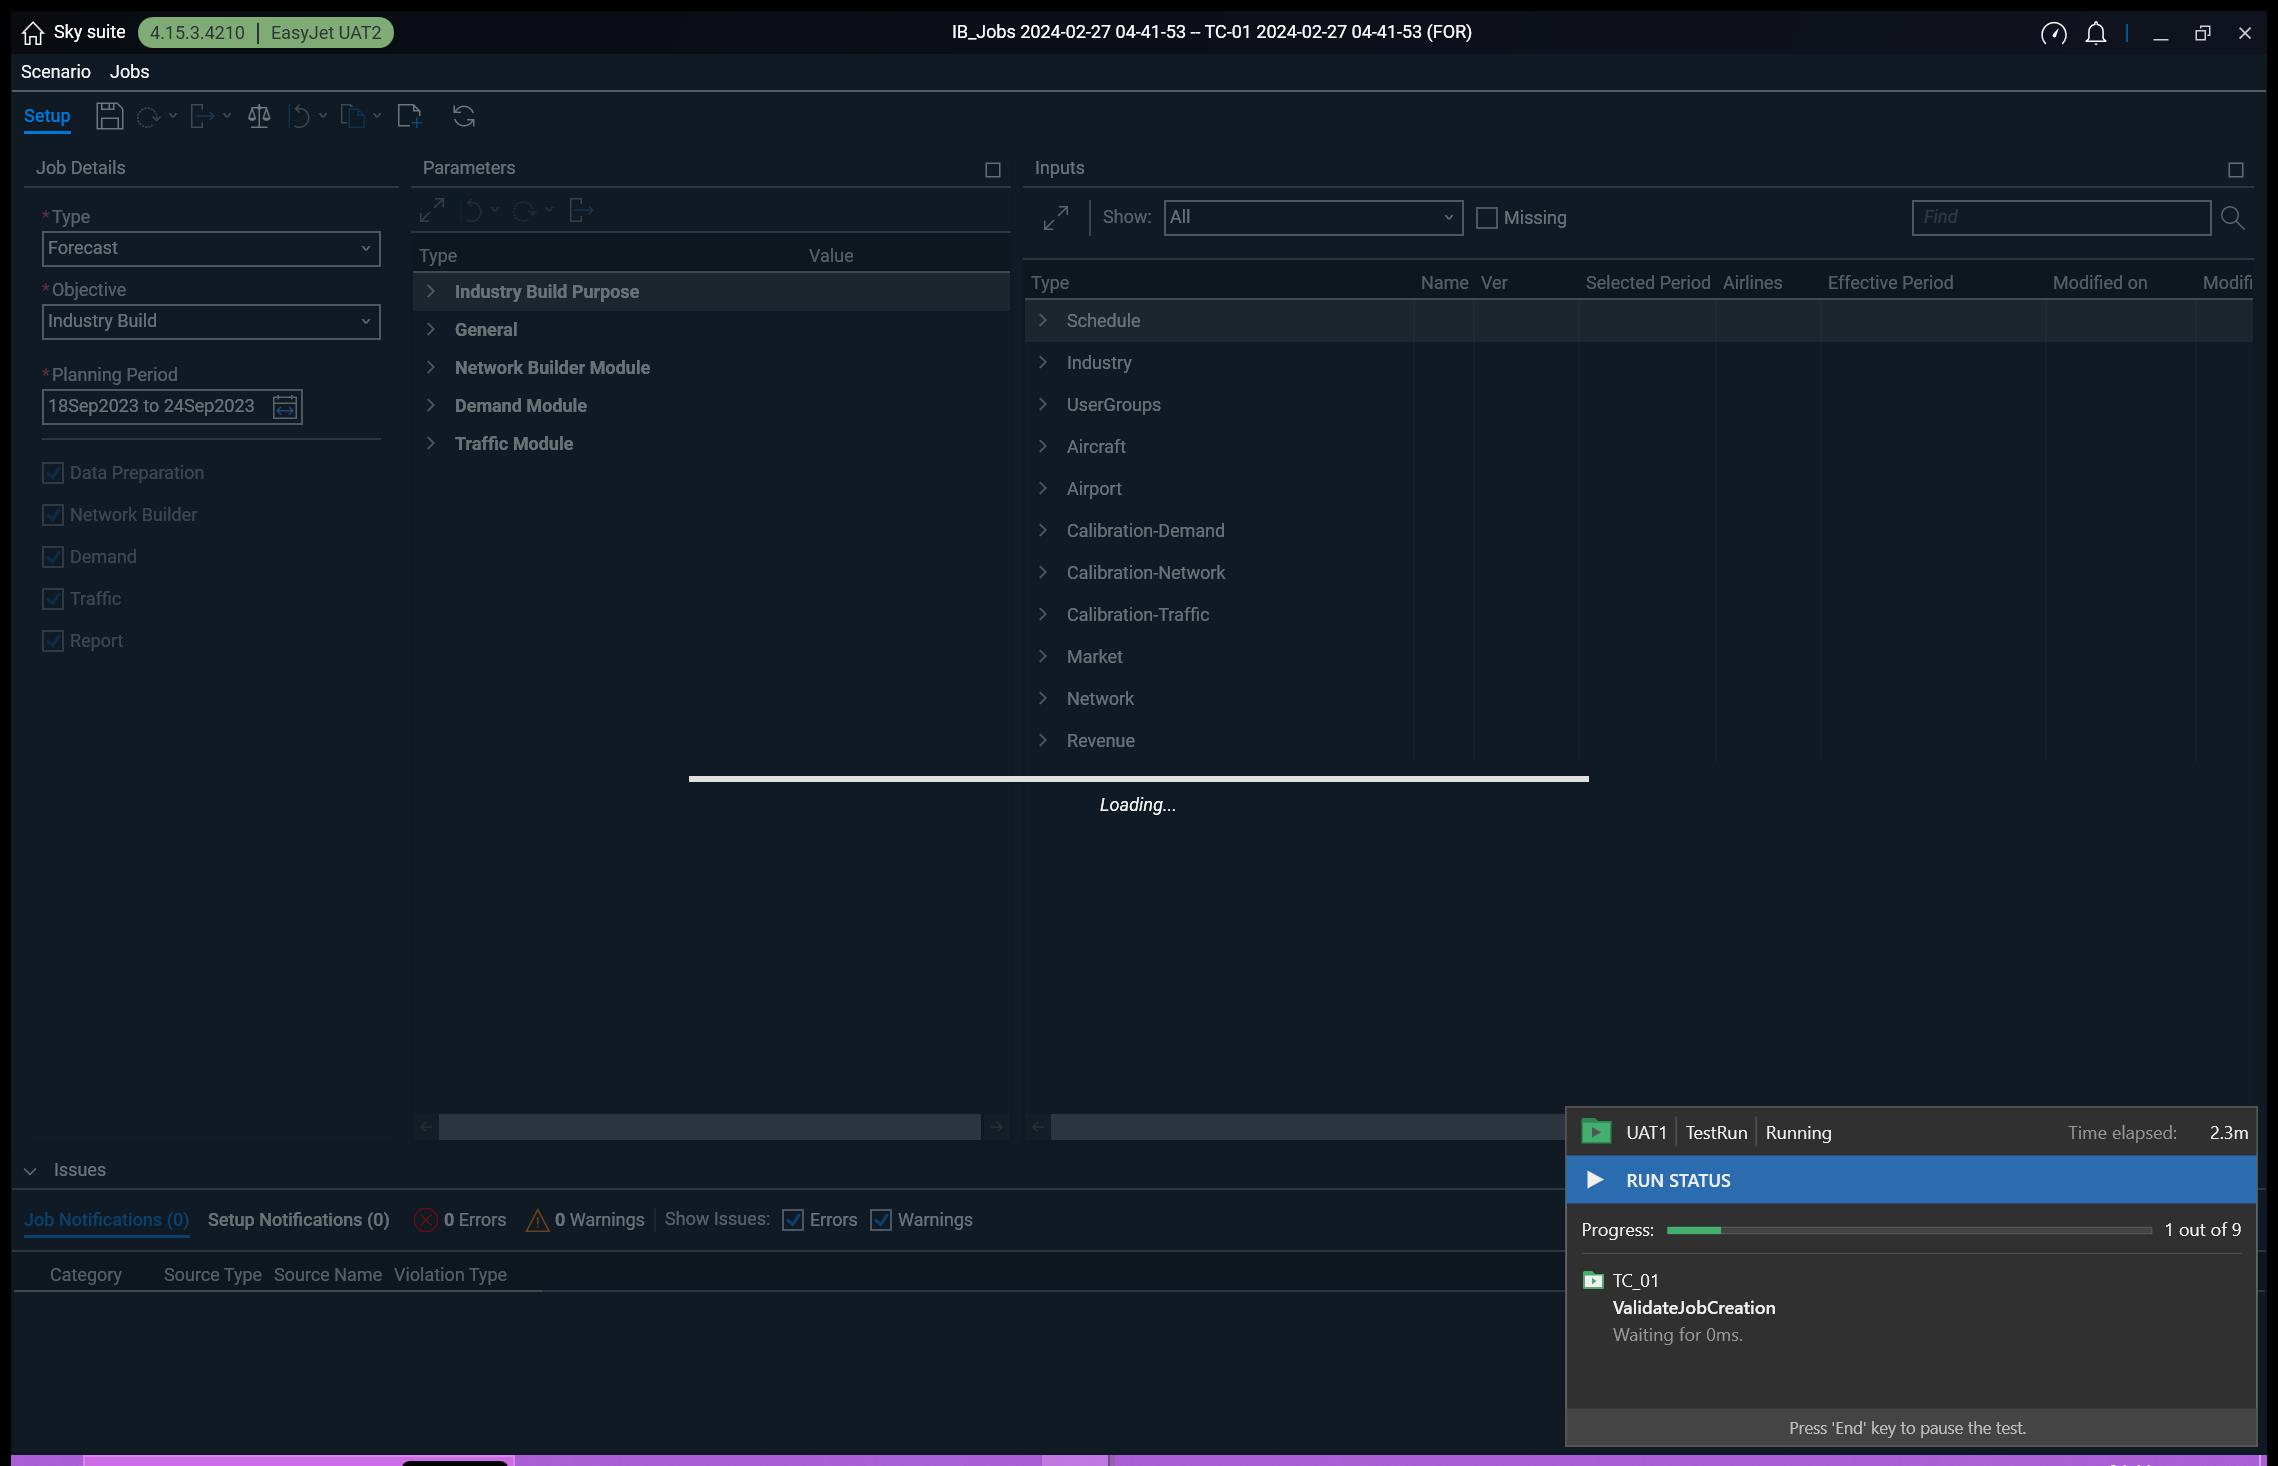 Sky suite 4.15.3.4210 | EasyJet UAT2 IB_Jobs 2024-02-27 04-41-53 -- TC-01 2024-02-27 04-41-53 (FOR)
Scenario Jobs
Setup
Job Details
*Type
Forecast
*Objective
Industry Build
*Planning Period
18Sep2023 to 24Sep2023
Data Preparation
Network Builder
Demand
Traffic
Report
Parameters
Type Value
Industry Build Purpose
General
Network Builder Module
Demand Module
Traffic Module
Inputs
Show: All Missing Find
Type Name Ver Selected Period Airlines Effective Period Modified on Modifi
Schedule
Industry
UserGroups
Aircraft
Airport
Calibration-Demand
Calibration-Network
Calibration-Traffic
Market
Network
Revenue
Loading...
Issues
Job Notifications (0) Setup Notifications (0) 0 Errors 0 Warnings Show Issues: Errors Warnings
Category Source Type Source Name Violation Type
UAT1 TestRun Running Time elapsed: 2.3m
RUN STATUS
Progress: 1 out of 9
TC_01
ValidateJobCreation
Waiting for 0ms.
Press 'End' key to pause the test.